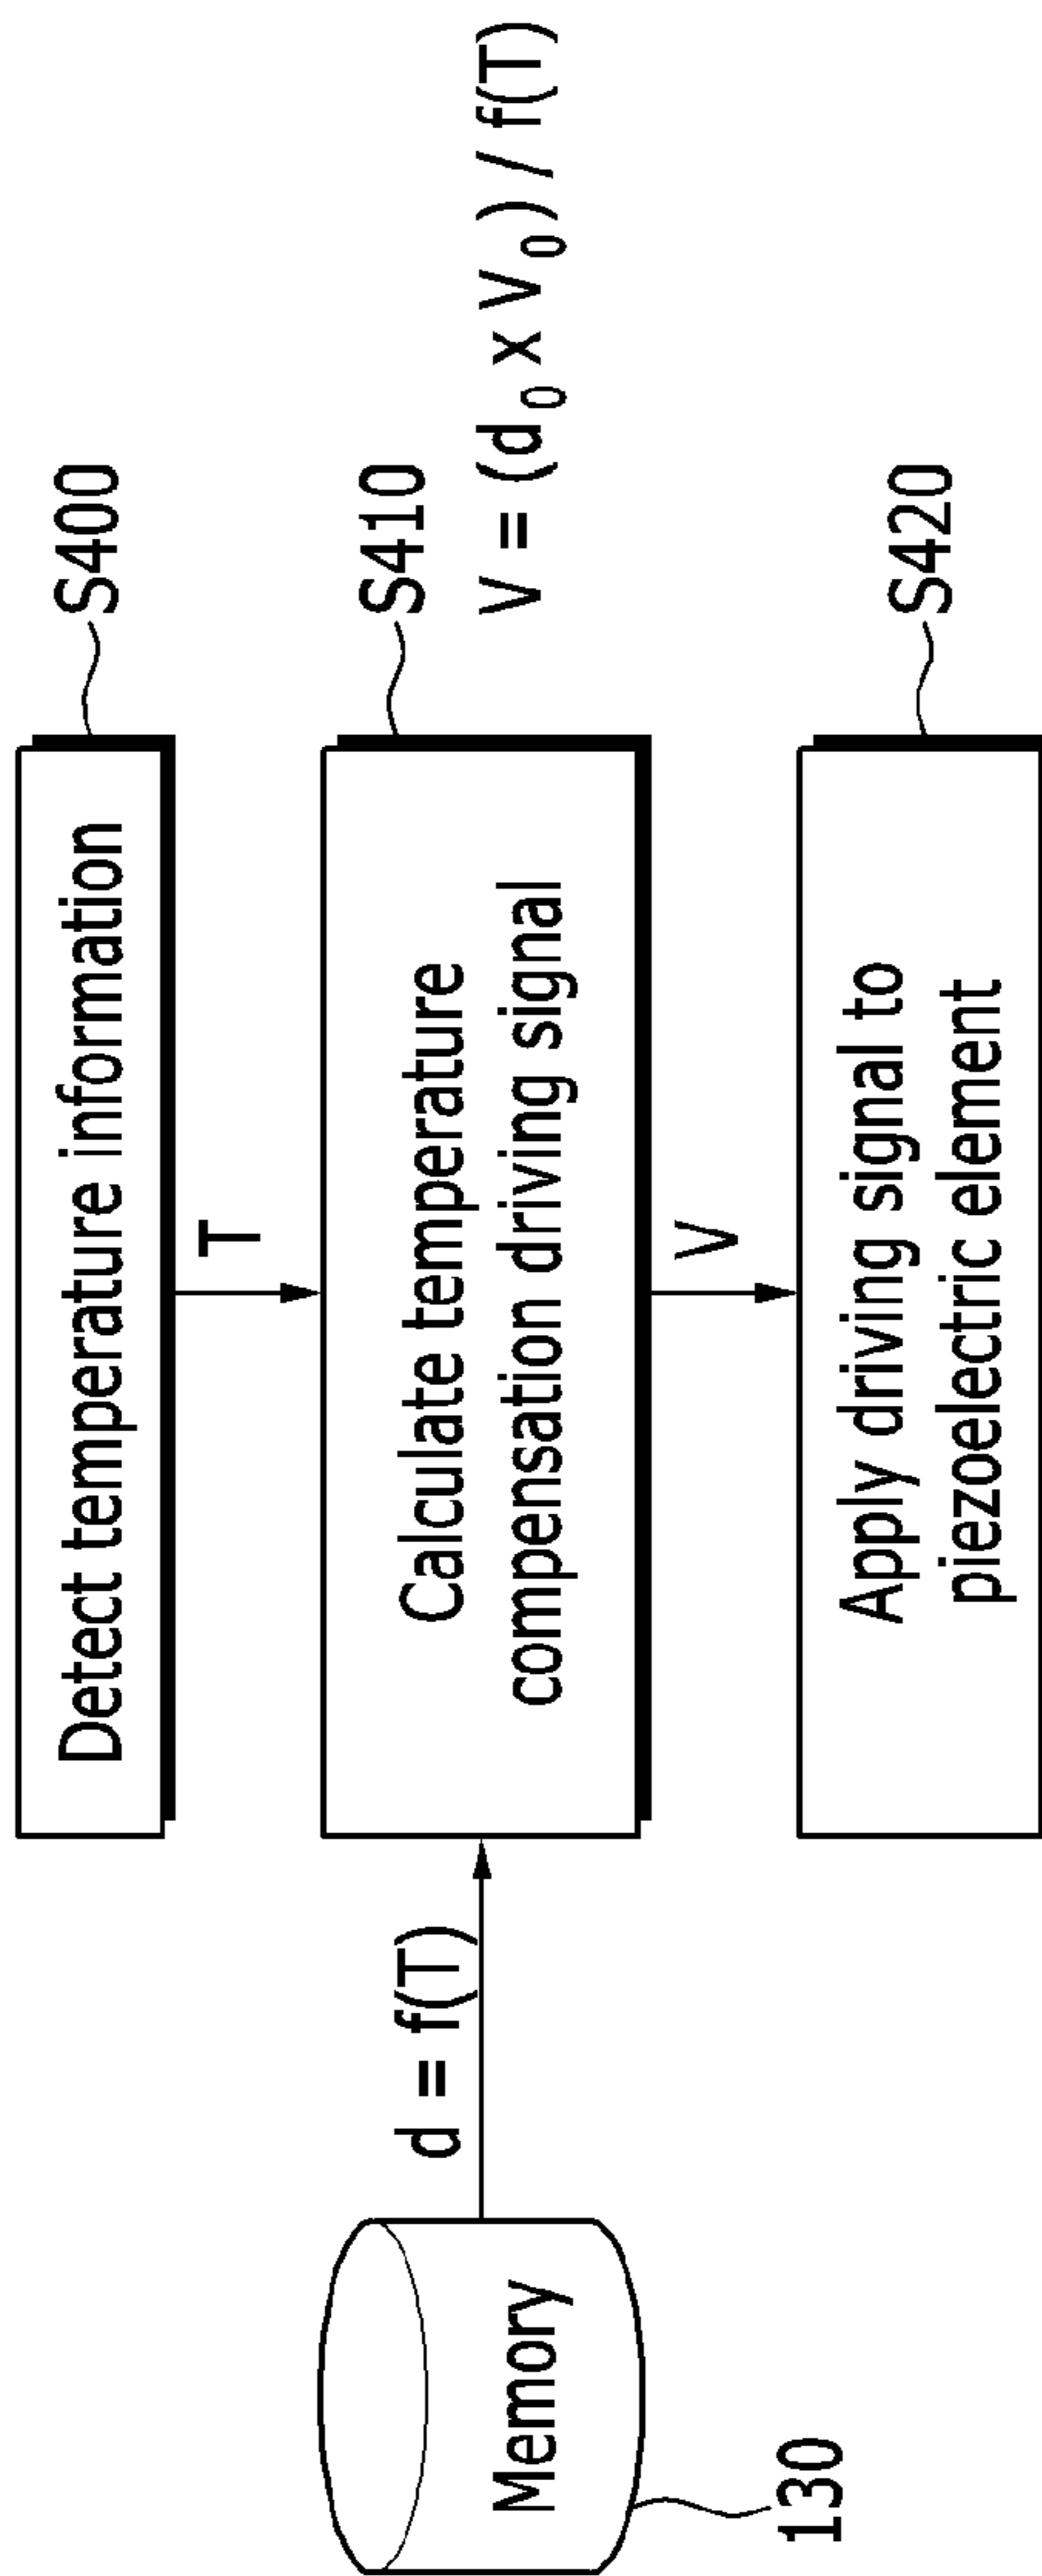 Detect temperature information
S400
T
d = f(T)
Memory
130
Calculate temperature
compensation driving signal
S410
V = (d₀ x V₀) / f(T)
V
Apply driving signal to
piezoelectric element
S420